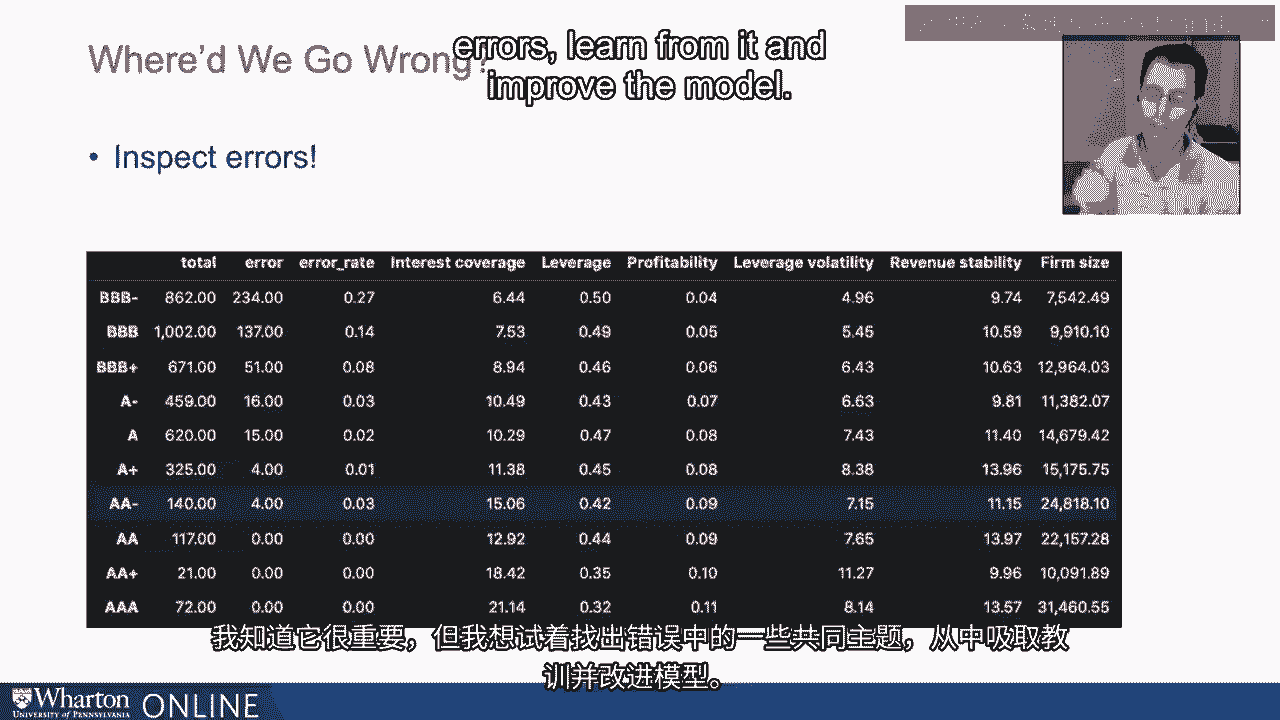 Where'd We Go Wrong?
errors, learn from it and
improve the model.
• Inspect errors!
total error error_rate Interest coverage Leverage Profitability Leverage volatility Revenue stability Firm size
BBB- 862.00 234.00 0.27 6.44 0.50 0.04 4.96 9.74 7,542.49
BBB 1,002.00 137.00 0.14 7.53 0.49 0.05 5.45 10.59 9,910.10
BBB+ 671.00 51.00 0.08 8.94 0.46 0.06 6.43 10.63 12,964.03
A- 459.00 16.00 0.03 10.49 0.43 0.07 6.63 9.81 11,382.07
A 620.00 15.00 0.02 10.29 0.47 0.08 7.43 11.40 14,679.42
A+ 325.00 4.00 0.01 11.38 0.45 0.08 8.38 13.96 15,175.75
AA- 140.00 4.00 0.03 15.06 0.42 0.09 7.15 11.15 24,818.10
AA 117.00 0.00 0.00 12.92 0.44 0.09 7.65 13.97 22,157.28
AA+ 21.00 0.00 0.00 18.42 0.35 0.10 11.27 9.96 10,091.89
AAA 72.00 0.00 0.00 21.14 0.32 0.11 8.14 13.57 31,460.55
我知道它很重要，但我想试着找出错误中的一些共同主题，从中吸取教
训并改进模型。
Wharton ONLINE
UNIVERSITY of PENNSYLVANIA